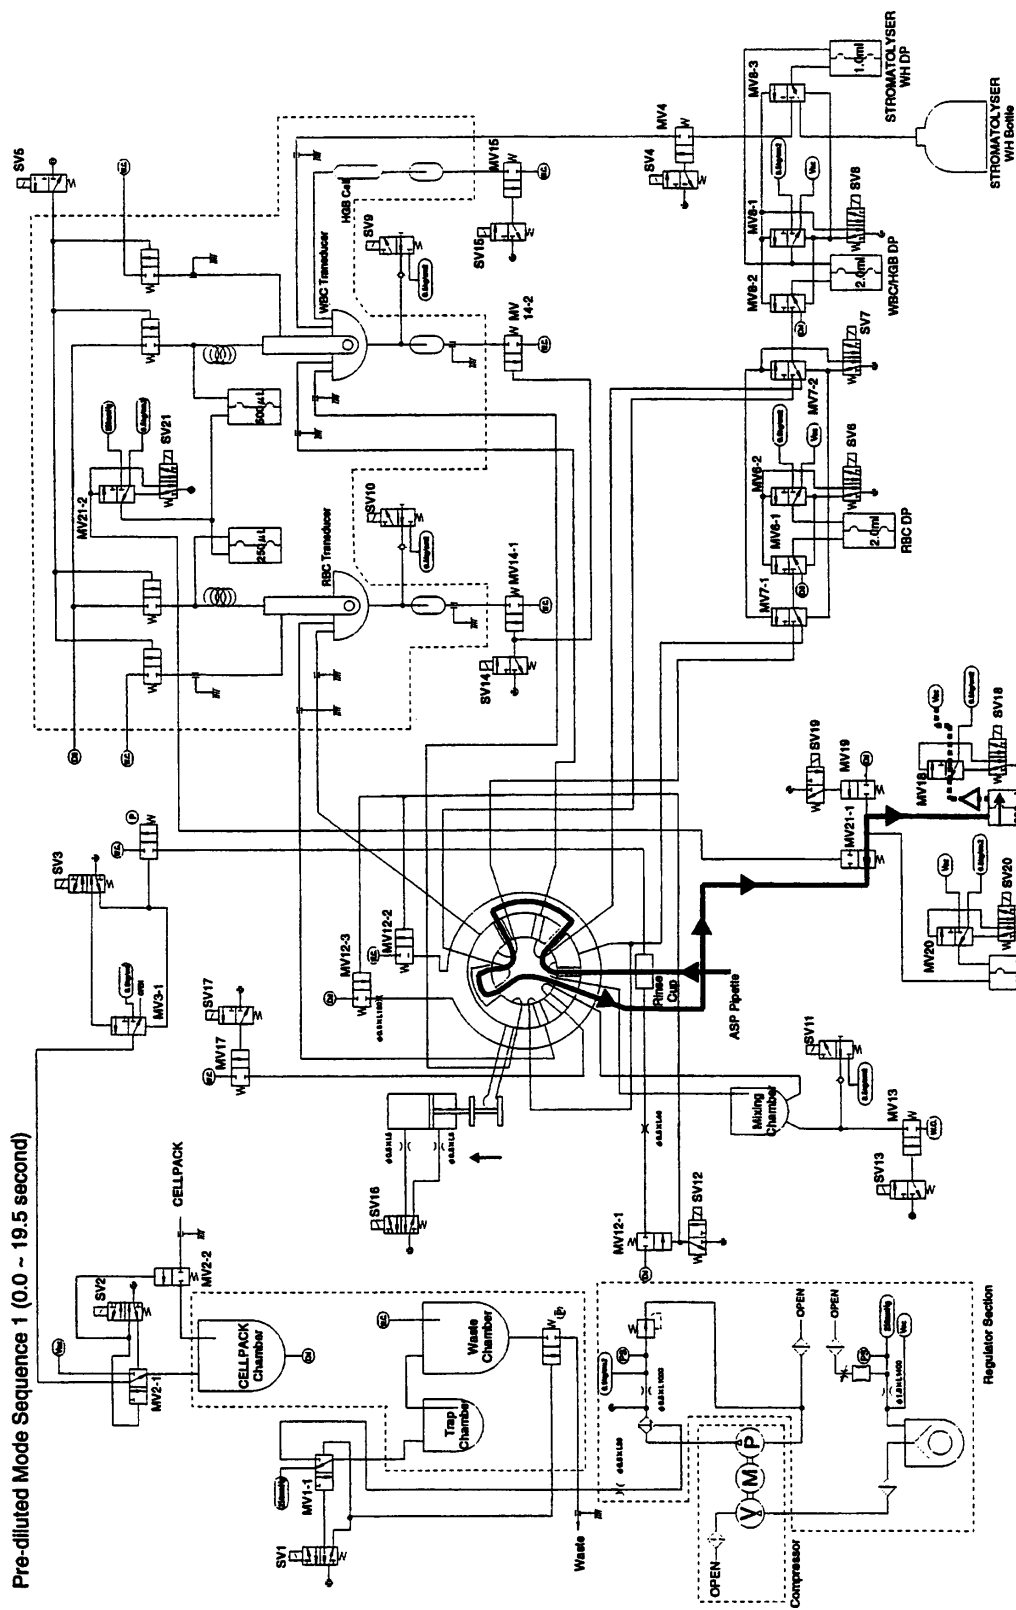 Pre-diluted Mode Sequence 1 (0.0 ~ 19.5 second)
SV5
SV3
SV2
CELLPACK
MV2-2
MV2-1
CELLPACK
Chamber
MV3-1
OPEN
P
SV17
MV17
MV21-2
SV21
500μL
250μL
WBC Transducer
RBC Transducer
HGB Cell
SV9
SV10
MV15
SV15
MV
14-2
MV14-1
SV14
MV4
SV4
MV8-3
1.0ml
STROMATOLYSER
WH DP
STROMATOLYSER
WH Bottle
MV8-1
SV8
MV8-2
2.0ml
WBC/HGB DP
SV7
MV7-2
MV6-2
SV6
MV6-1
2.0ml
RBC DP
MV7-1
MV12-3
MV12-2
Rinse
Cup
ASP Pipette
SV16
SV1
MV1-1
Trap
Chamber
Waste
Chamber
Waste
MV12-1
SV12
Mixing
Chamber
SV11
MV13
SV13
SV19
MV19
MV21-1
MV18
SV18
MV20
SV20
Vac
OPEN
OPEN
OPEN
V
M
P
Compressor
Regulator Section